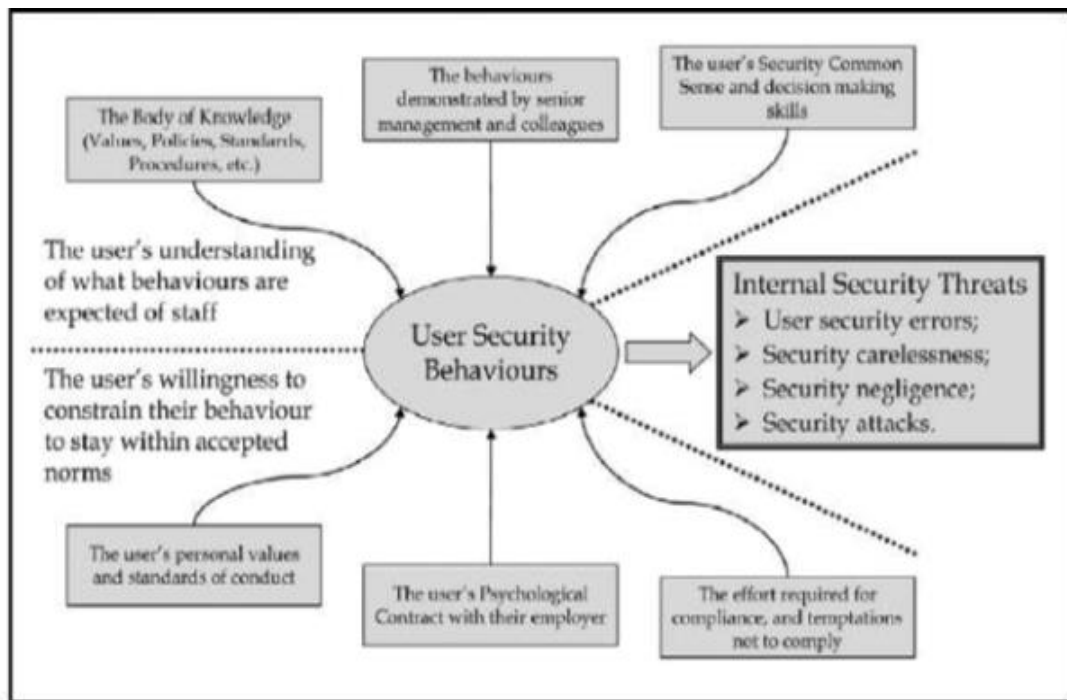 The Body of Knowledge
(Values, Policies, Standards,
Procedures, etc.)
The behaviours
demonstrated by senior
management and colleagues
The user's Security Common
Sense and decision making
skills
The user's understanding
of what behaviours are
expected of staff
The user's willingness to
constrain their behaviour
to stay within accepted
norms
User Security
Behaviours
Internal Security Threats
➢ User security errors;
➢ Security carelessness;
➢ Security negligence;
➢ Security attacks.
The user's personal values
and standards of conduct
The user's Psychological
Contract with their employer
The effort required for
compliance, and temptations
not to comply